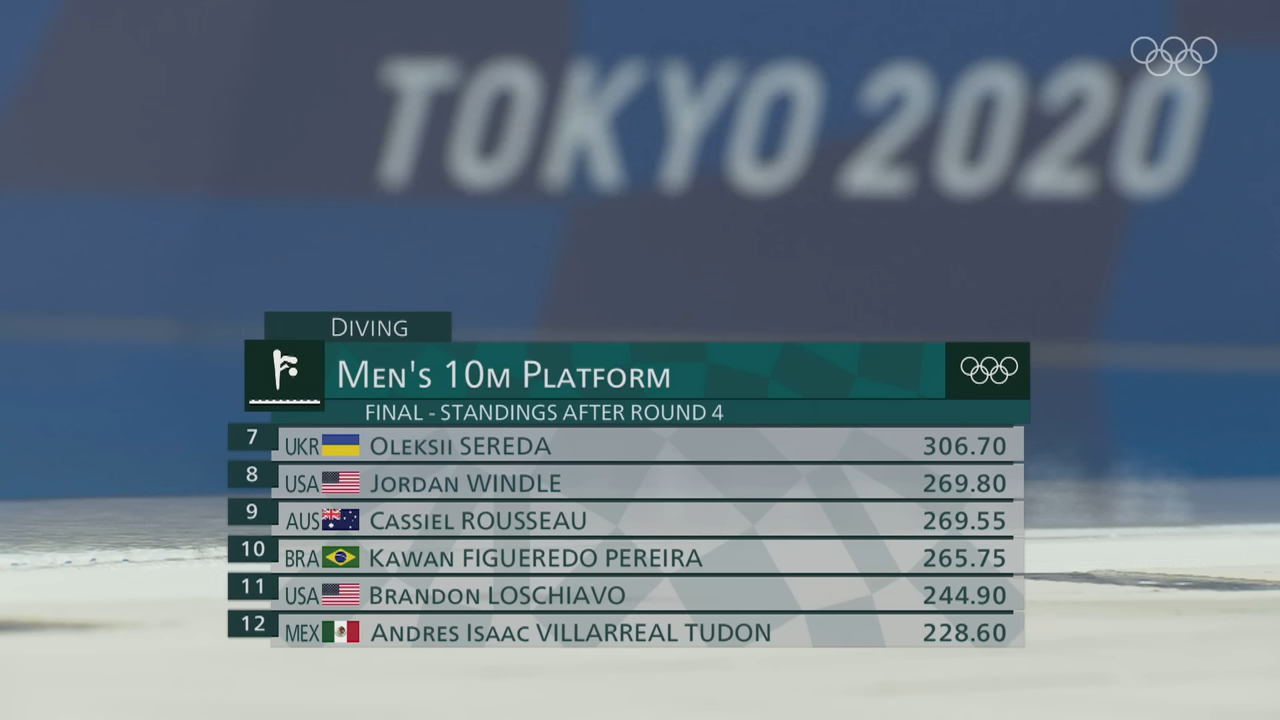 TOKYO 2020
DIVING
MEN'S 10M PLATFORM
FINAL - STANDINGS AFTER ROUND 4
7 UKR OLEKSII SEREDA 306.70
8 USA JORDAN WINDLE 269.80
9 AUS CASSIEL ROUSSEAU 269.55
10 BRA KAWAN FIGUEREDO PEREIRA 265.75
11 USA BRANDON LOSCHIAVO 244.90
12 MEX ANDRES ISAAC VILLARREAL TUDON 228.60